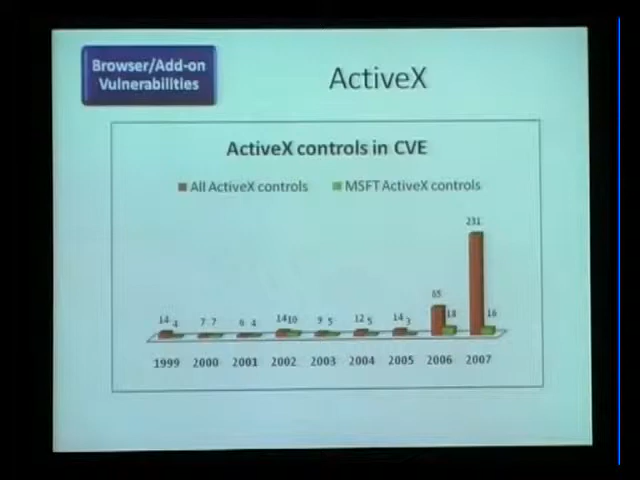 Browser/Add-on
Vulnerabilities
ActiveX
ActiveX controls in CVE
All ActiveX controls MSFT ActiveX controls
231
65
14 4 7 7 6 4 14 10 9 5 12 5 14 3 18 16
1999 2000 2001 2002 2003 2004 2005 2006 2007